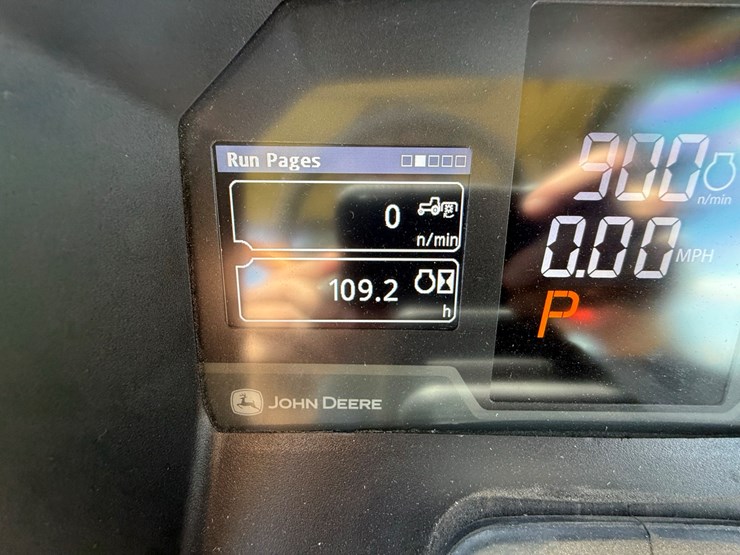 Run Pages
0
n/min
109.2
h
JOHN DEERE
900
n/min
0.00 MPH
P